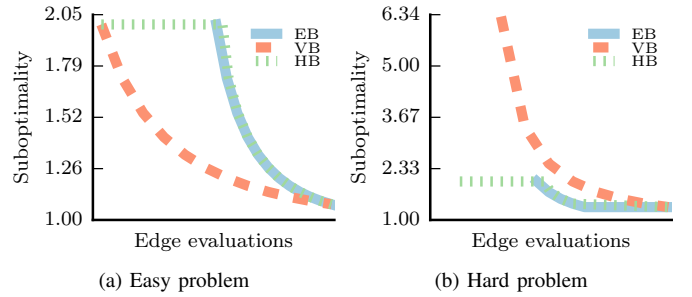 Suboptimality
2.05
1.79
1.52
1.26
1.00
EB
VB
HB
Edge evaluations
(a) Easy problem
Suboptimality
6.34
5.00
3.67
2.33
1.00
EB
VB
HB
Edge evaluations
(b) Hard problem